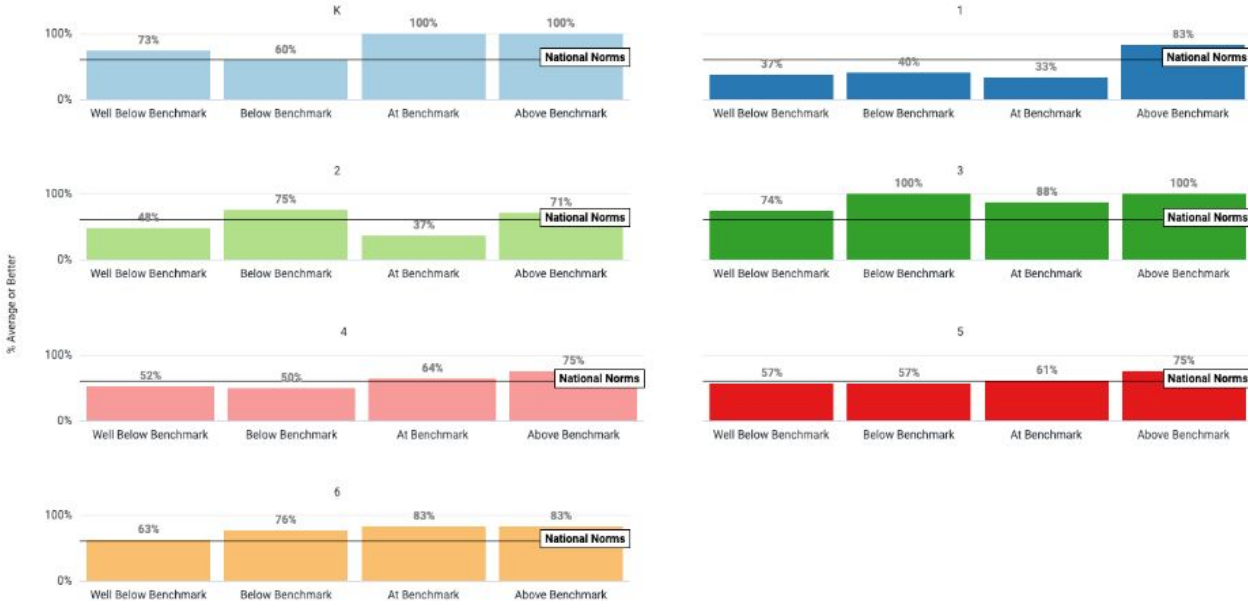 K
100%
0%
73%
60%
100%
100%
National Norms
Well Below Benchmark
Below Benchmark
At Benchmark
Above Benchmark
1
100%
0%
37%
40%
33%
83%
National Norms
Well Below Benchmark
Below Benchmark
At Benchmark
Above Benchmark
% Average or Better
2
100%
0%
48%
75%
37%
71%
National Norms
Well Below Benchmark
Below Benchmark
At Benchmark
Above Benchmark
3
100%
0%
74%
100%
88%
100%
National Norms
Well Below Benchmark
Below Benchmark
At Benchmark
Above Benchmark
4
100%
0%
52%
50%
64%
75%
National Norms
Well Below Benchmark
Below Benchmark
At Benchmark
Above Benchmark
5
100%
0%
57%
57%
61%
75%
National Norms
Well Below Benchmark
Below Benchmark
At Benchmark
Above Benchmark
6
100%
0%
63%
76%
83%
83%
National Norms
Well Below Benchmark
Below Benchmark
At Benchmark
Above Benchmark